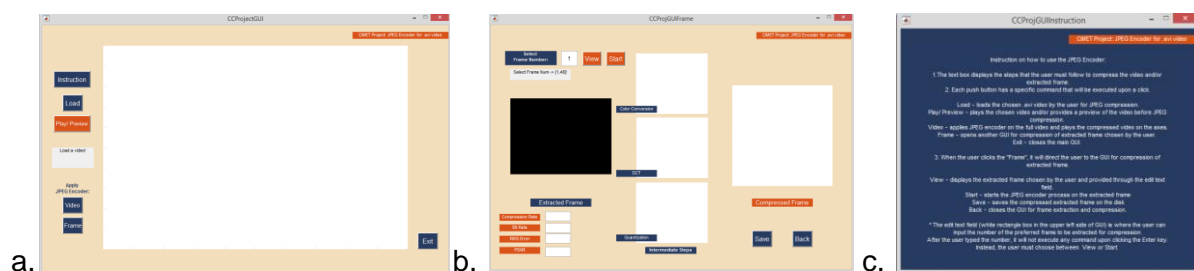 CCProjectGUI
CIMET Project: JPEG Encoder for .avi video
Instruction
Load
Play/ Preview
Load a video!
Apply
JPEG Encoder:
Video
Frame
Exit
a.
CCProjGUIFrame
CIMET Project: JPEG Encoder for .avi video
Select
Frame Number:
1
View
Start
Select Frame Num -> [1,48]
Color Conversion
DCT
Extracted Frame
Compressed Frame
Compression Ratio
Bit Rate
RMS Error
PSNR
Quantization
Intermediate Steps
Save
Back
b.
CCProjGUIInstruction
CIMET Project: JPEG Encoder for .avi video
Instruction on how to use the JPEG Encoder:
1.The text box displays the steps that the user must follow to compress the video and/or
extracted frame.
2. Each push button has a specific command that will be executed upon a click.
Load – loads the chosen .avi video by the user for JPEG compression.
Play/ Preview – plays the chosen video and/or provides a preview of the video before JPEG
compression.
Video – applies JPEG encoder on the full video and plays the compressed video on the axes.
Frame – opens another GUI for compression of extracted frame chosen by the user.
Exit – closes the main GUI.
3. When the user clicks the "Frame", it will direct the user to the GUI for compression of
extracted frame.
View – displays the extracted frame chosen by the user and provided through the edit text
field.
Start – starts the JPEG encoder process on the extracted frame
Save – saves the compressed extracted frame on the disk
Back – closes the GUI for frame extraction and compression.
* The edit text field (white rectangle box in the upper left side of GUI) is where the user can
input the number of the preferred frame to be extracted for compression.
After the user typed the number, it will not execute any command upon clicking the Enter key.
Instead, the user must choose between View or Start.
c.